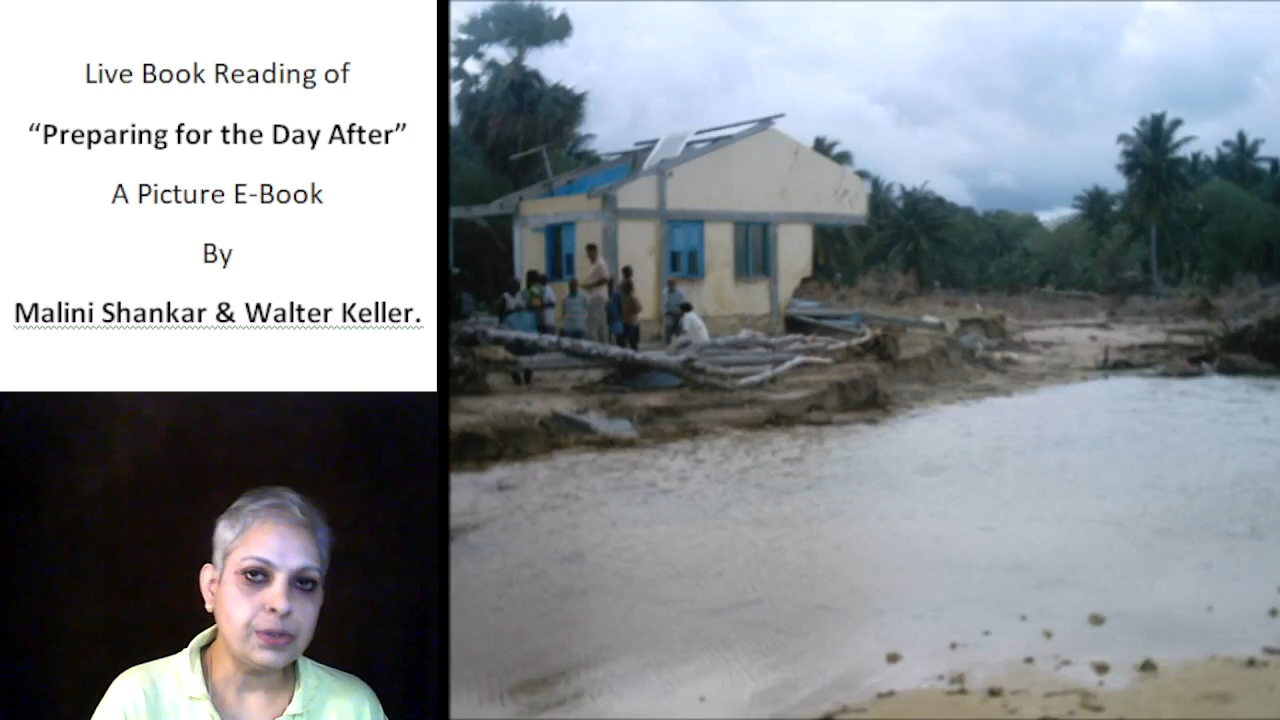 Live Book Reading of
“Preparing for the Day After”
A Picture E-Book
By
Malini Shankar & Walter Keller.